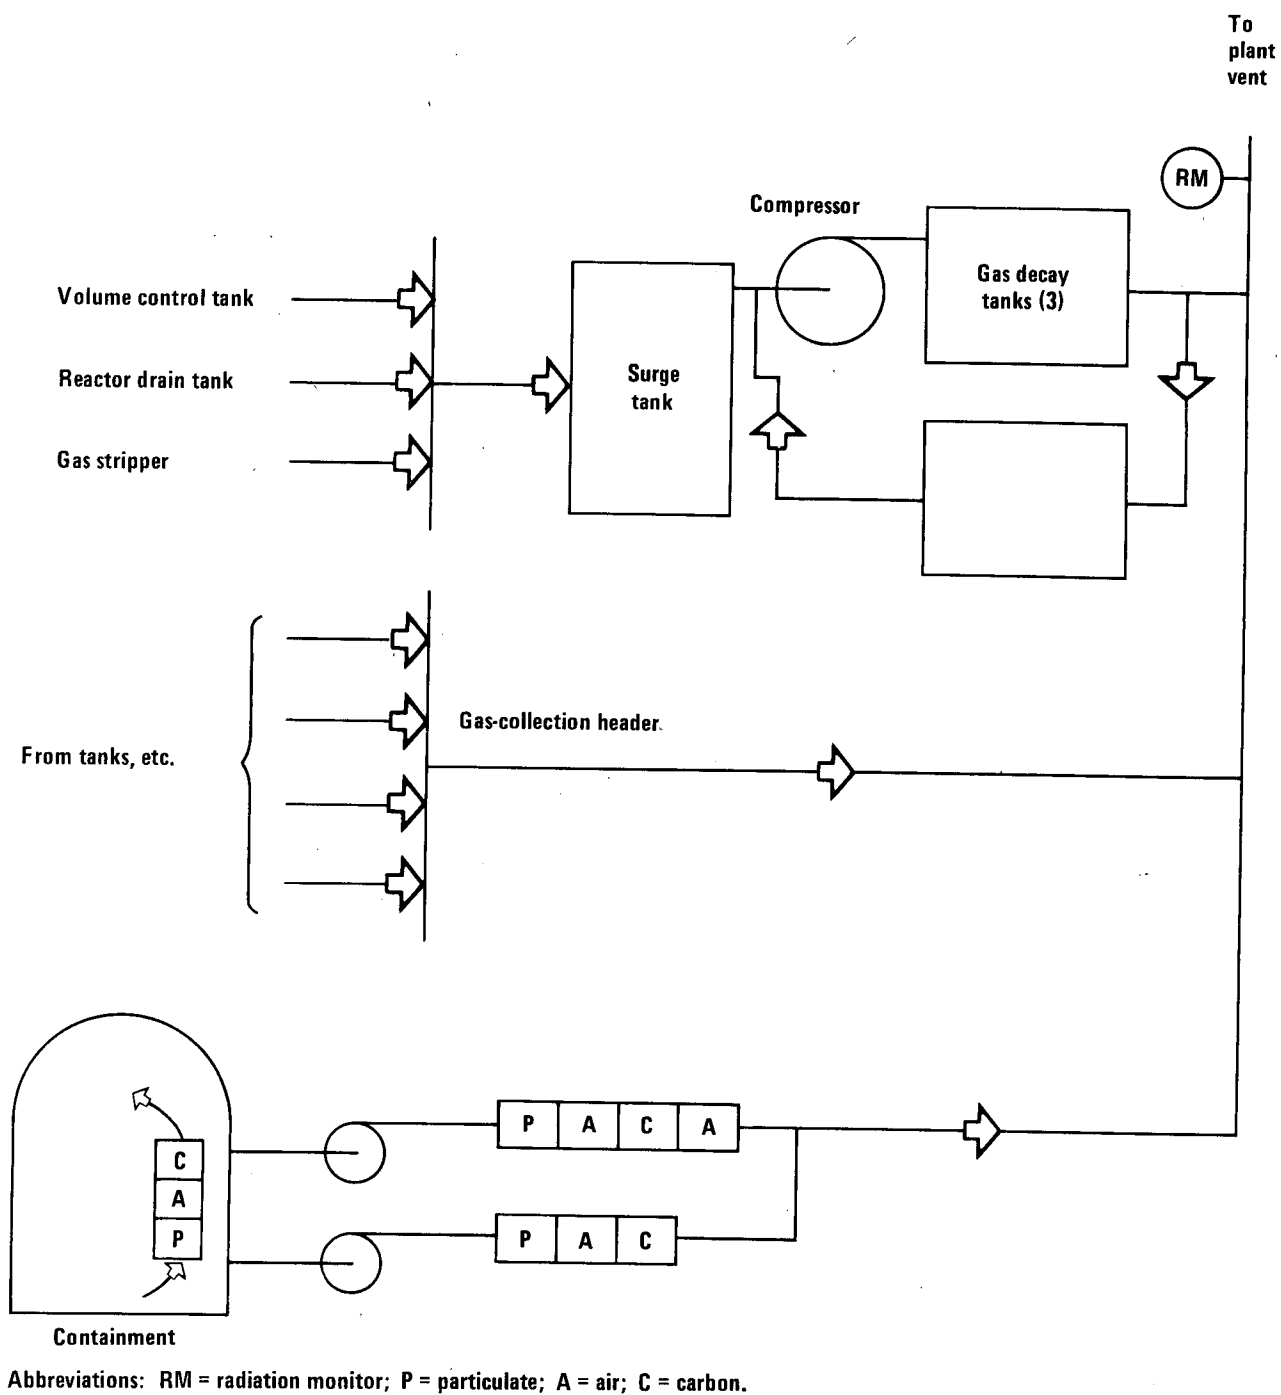 To
plant
vent
RM
Compressor
Gas decay
tanks (3)
Volume control tank
Reactor drain tank
Surge
tank
Gas stripper
Gas-collection header
From tanks, etc.
P A C A
C
A
P
P A C
Containment
Abbreviations: RM = radiation monitor; P = particulate; A = air; C = carbon.